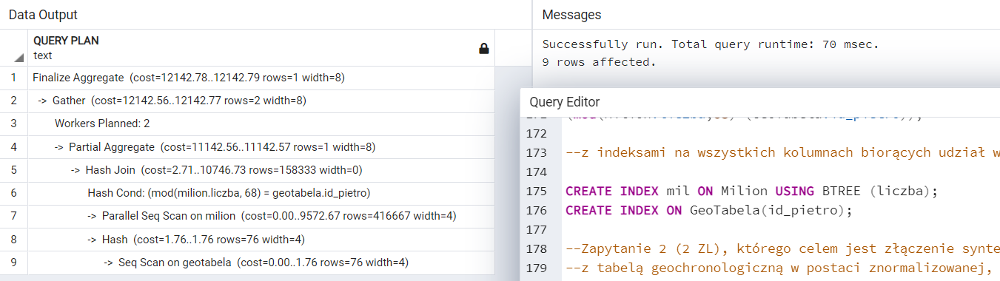 Data Output
QUERY PLAN
text
1 Finalize Aggregate (cost=12142.78..12142.79 rows=1 width=8)
2 -> Gather (cost=12142.56..12142.77 rows=2 width=8)
3 Workers Planned: 2
4 -> Partial Aggregate (cost=11142.56..11142.57 rows=1 width=8)
5 -> Hash Join (cost=2.71..10746.73 rows=158333 width=0)
6 Hash Cond: (mod(milion.liczba, 68) = geotabela.id_pietro)
7 -> Parallel Seq Scan on milion (cost=0.00..9572.67 rows=416667 width=4)
8 -> Hash (cost=1.76..1.76 rows=76 width=4)
9 -> Seq Scan on geotabela (cost=0.00..1.76 rows=76 width=4)
Messages
Successfully run. Total query runtime: 70 msec.
9 rows affected.
Query Editor
172
173 --z indeksami na wszystkich kolumnach biorących udział w
174
175 CREATE INDEX mil ON Milion USING BTREE (liczba);
176 CREATE INDEX ON GeoTabela(id_pietro);
177
178 --Zapytanie 2 (2 ZL), którego celem jest złączenie synte
179 --z tabelą geochronologiczną w postaci znormalizowanej,